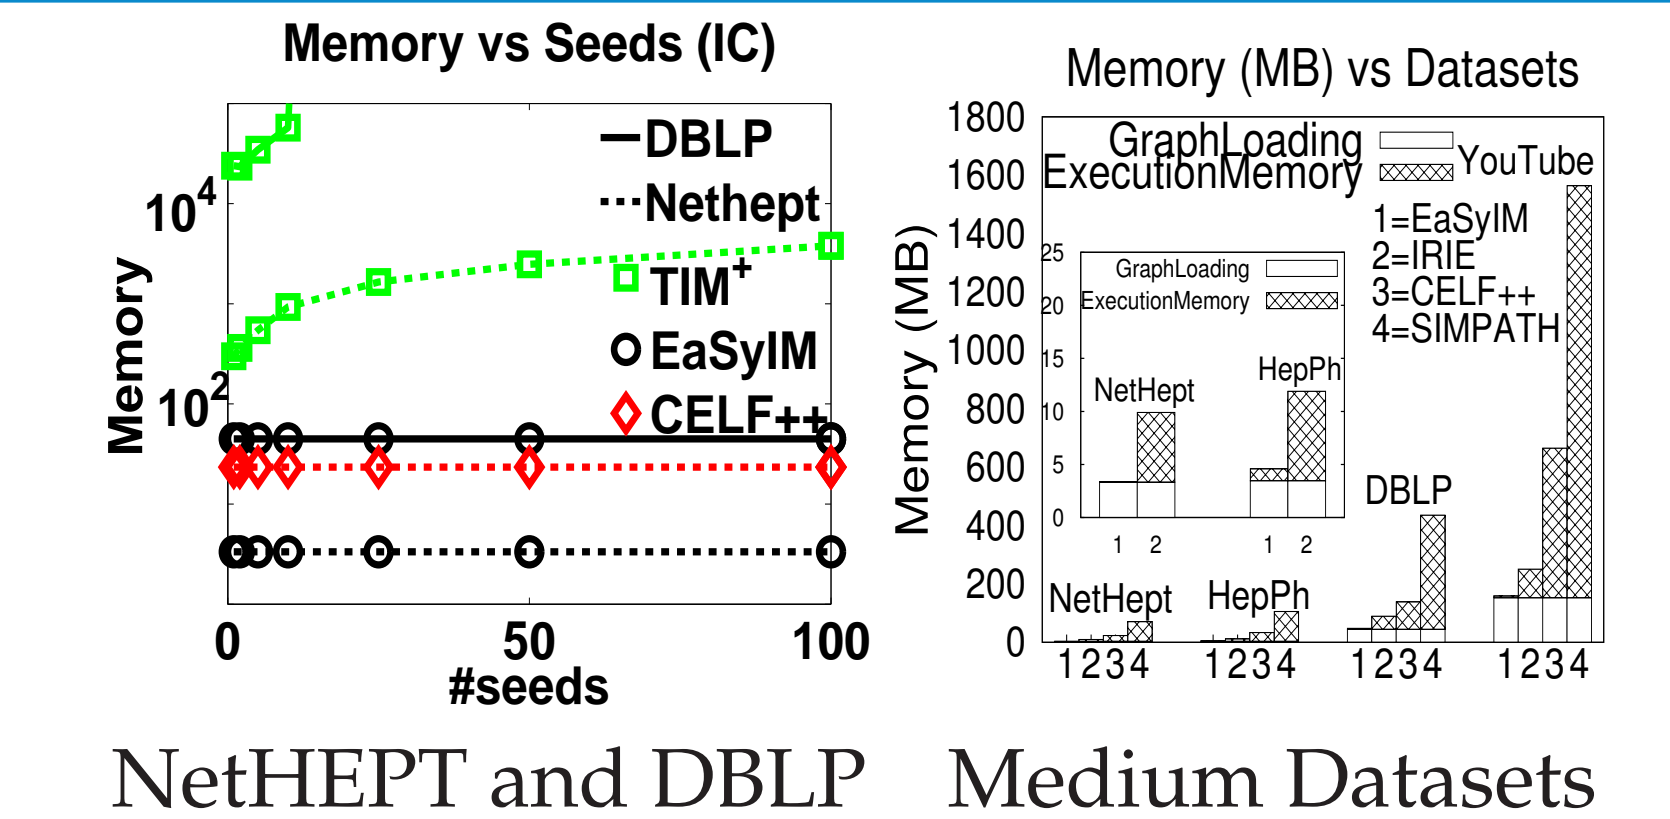 Memory vs Seeds (IC)
DBLP
Nethept
TIM+
EaSyIM
CELF++
10^4
10^2
Memory
0 50 100
#seeds
NetHEPT and DBLP
Memory (MB) vs Datasets
Memory (MB)
1800
1600
1400
1200
1000
800
600
400
200
0
GraphLoading
ExecutionMemory
YouTube
1=EaSyIM
2=IRIE
3=CELF++
4=SIMPATH
25
20
15
10
5
0
GraphLoading
ExecutionMemory
NetHept
HepPh
1 2 1 2
NetHept
HepPh
DBLP
1234 1234 1234 1234
Medium Datasets